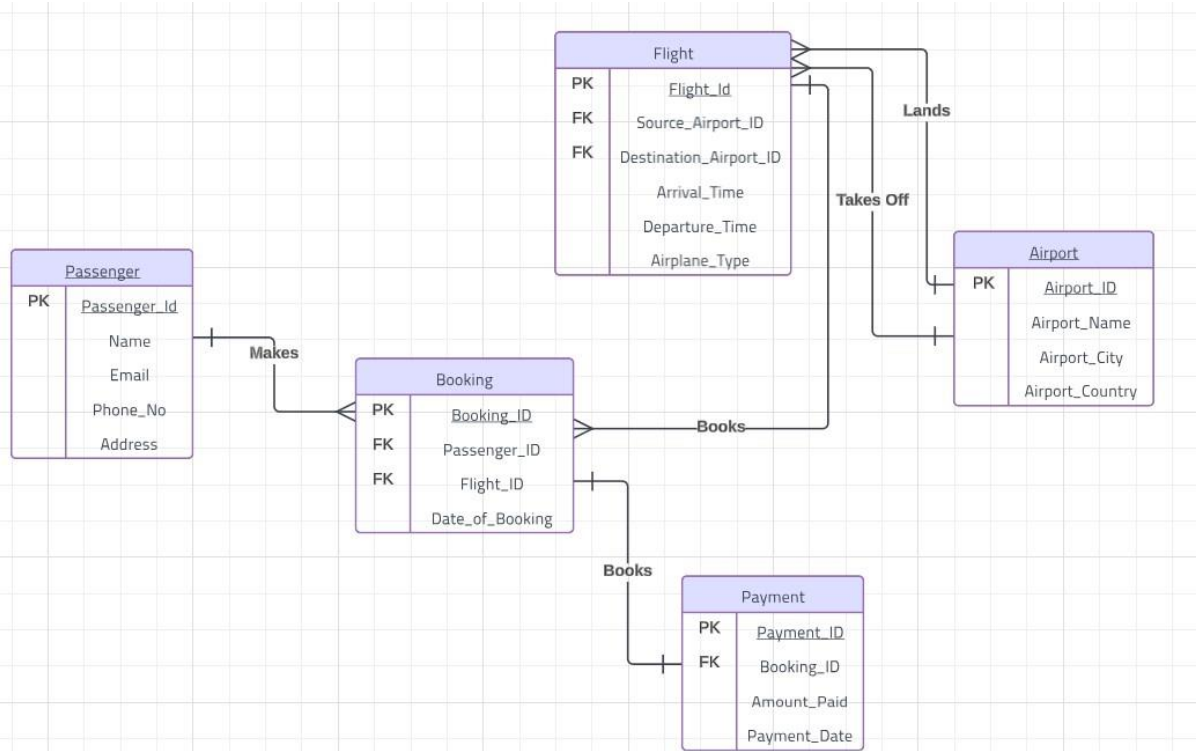 Flight
PK Flight_Id
FK Source_Airport_ID
FK Destination_Airport_ID
Arrival_Time
Departure_Time
Airplane_Type
Lands
Takes Off
Airport
PK Airport_ID
Airport_Name
Airport_City
Airport_Country
Passenger
PK Passenger_Id
Name
Email
Phone_No
Address
Makes
Booking
PK Booking_ID
FK Passenger_ID
FK Flight_ID
Date_of_Booking
Books
Books
Payment
PK Payment_ID
FK Booking_ID
Amount_Paid
Payment_Date